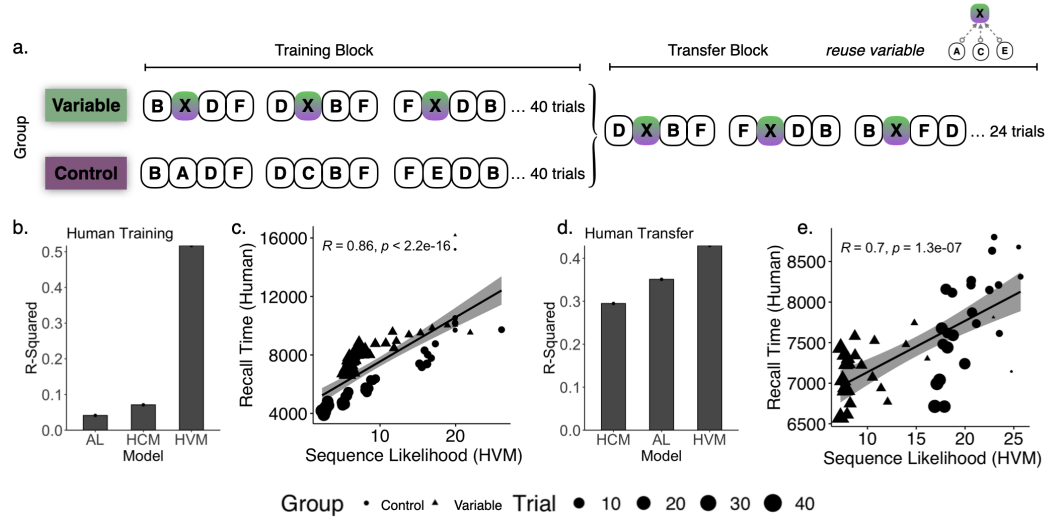 a.
Training Block
Transfer Block
reuse variable
X
A C E
Group
Variable
B X D F D X B F F X D B ... 40 trials
Control
B A D F D C B F F E D B ... 40 trials
D X B F F X D B B X F D ... 24 trials
b.
Human Training
R-Squared
0.5
0.4
0.3
0.2
0.1
0.0
AL HCM HVM
Model
c.
R = 0.86, p < 2.2e-16
Recall Time (Human)
16000
12000
8000
4000
10 20
Sequence Likelihood (HVM)
d.
Human Transfer
R-Squared
0.4
0.3
0.2
0.1
0.0
HCM AL HVM
Model
e.
R = 0.7, p = 1.3e-07
Recall Time (Human)
8500
8000
7500
7000
6500
10 15 20 25
Sequence Likelihood (HVM)
Group Control Variable Trial 10 20 30 40